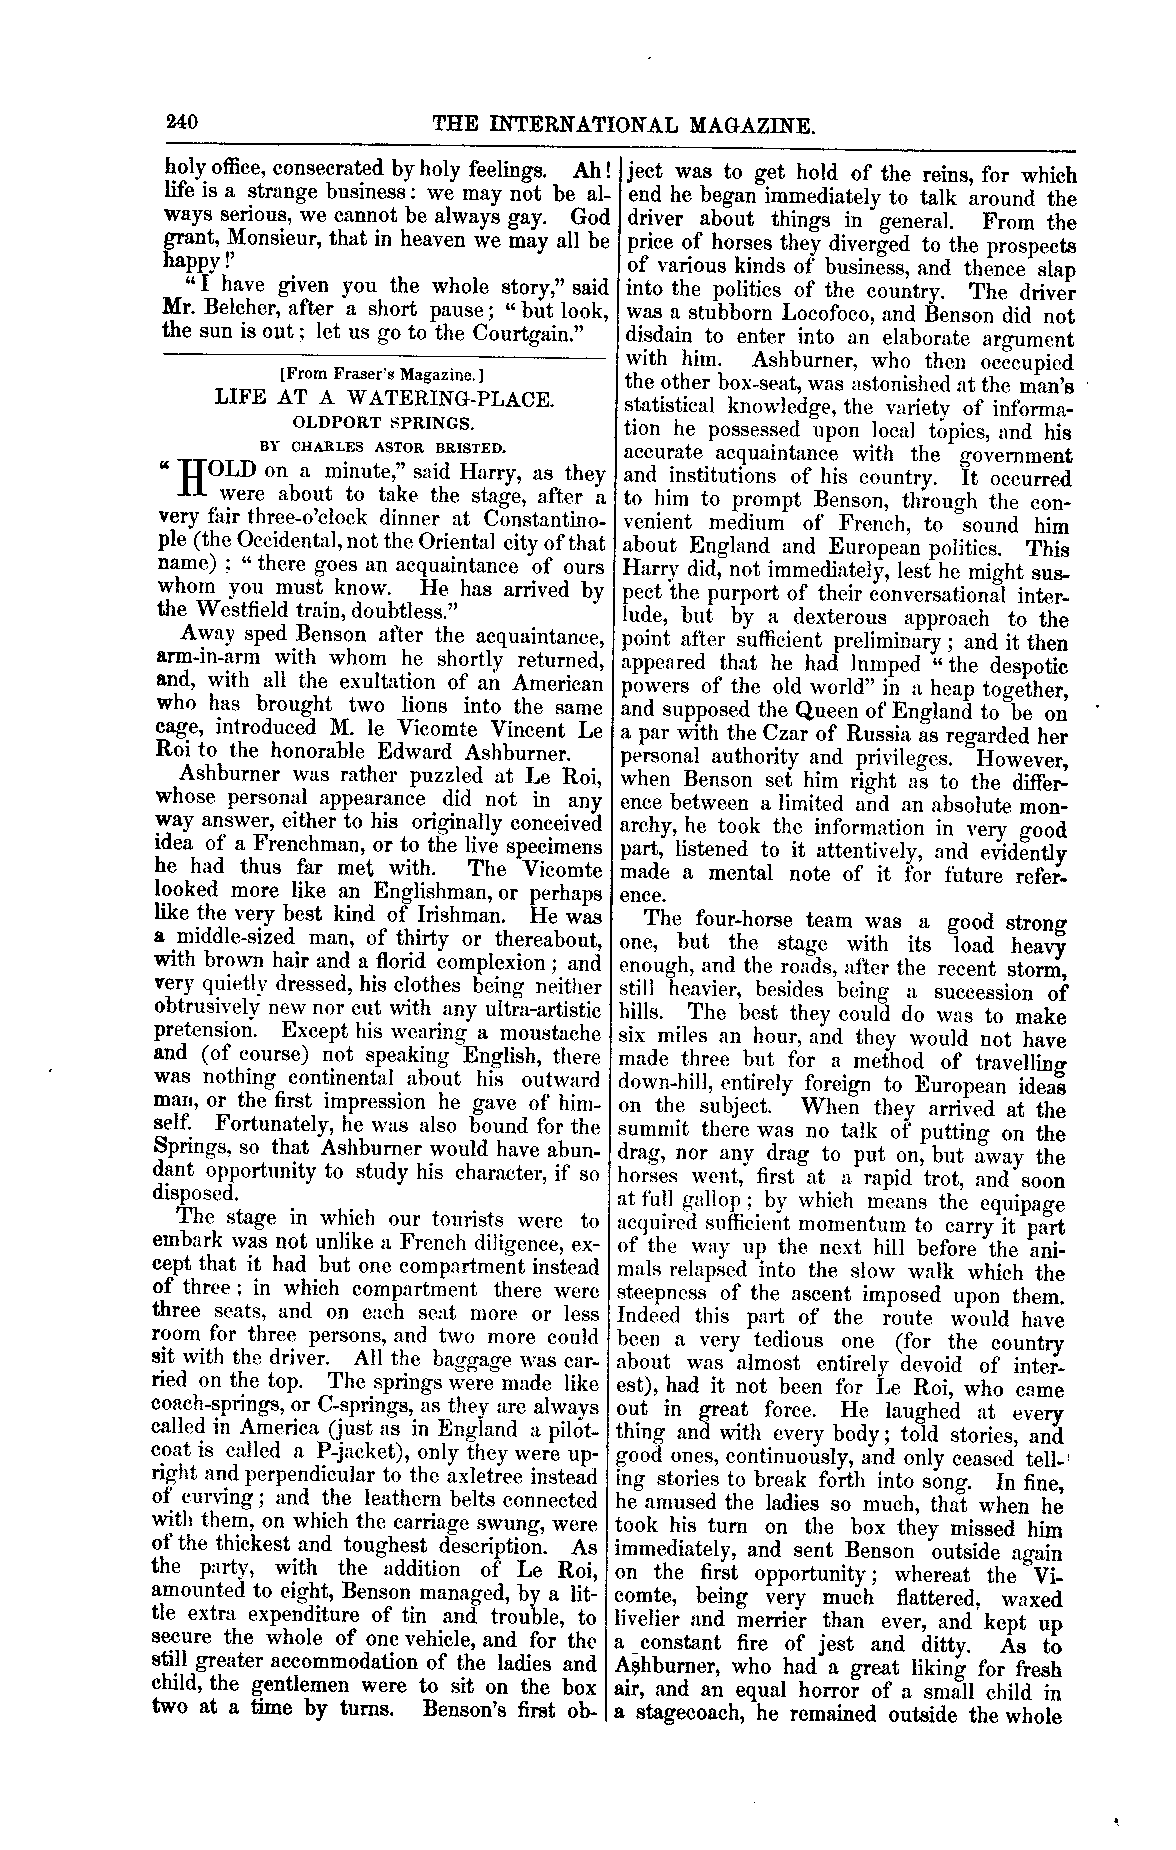 240 THE INTERNATIONAL MAGAZINE.
holy office, consecrated by holy feelings. Ah!
life is a strange business: we may not be al-
ways serious, we cannot be always gay. God
grant, Monsieur, that in heaven we may all be
happy!'
"I have given you the whole story," said
Mr. Belcher, after a short pause; "but look,
the sun is out; let us go to the Courtgain."
[From Fraser's Magazine.]
LIFE AT A WATERING-PLACE.
OLDPORT SPRINGS.
BY CHARLES ASTOR BRISTED.
"HOLD on a minute," said Harry, as they
were about to take the stage, after a
very fair three-o'clock dinner at Constantino-
ple (the Occidental, not the Oriental city of that
name); "there goes an acquaintance of ours
whom you must know. He has arrived by
the Westfield train, doubtless."
Away sped Benson after the acquaintance,
arm-in-arm with whom he shortly returned,
and, with all the exultation of an American
who has brought two lions into the same
cage, introduced M. le Vicomte Vincent Le
Roi to the honorable Edward Ashburner.
Ashburner was rather puzzled at Le Roi,
whose personal appearance did not in any
way answer, either to his originally conceived
idea of a Frenchman, or to the live specimens
he had thus far met with. The Vicomte
looked more like an Englishman, or perhaps
like the very best kind of Irishman. He was
a middle-sized man, of thirty or thereabout,
with brown hair and a florid complexion; and
very quietly dressed, his clothes being neither
obtrusively new nor cut with any ultra-artistic
pretension. Except his wearing a moustache
and (of course) not speaking English, there
was nothing continental about his outward
man, or the first impression he gave of him-
self. Fortunately, he was also bound for the
Springs, so that Ashburner would have abun-
dant opportunity to study his character, if so
disposed.
The stage in which our tourists were to
embark was not unlike a French diligence, ex-
cept that it had but one compartment instead
of three; in which compartment there were
three seats, and on each seat more or less
room for three persons, and two more could
sit with the driver. All the baggage was car-
ried on the top. The springs were made like
coach-springs, or C-springs, as they are always
called in America (just as in England a pilot-
coat is called a P-jacket), only they were up-
right and perpendicular to the axletree instead
of curving; and the leathern belts connected
with them, on which the carriage swung, were
of the thickest and toughest description. As
the party, with the addition of Le Roi,
amounted to eight, Benson managed, by a lit-
tle extra expenditure of tin and trouble, to
secure the whole of one vehicle, and for the
still greater accommodation of the ladies and
child, the gentlemen were to sit on the box
two at a time by turns. Benson's first ob-
ject was to get hold of the reins, for which
end he began immediately to talk around the
driver about things in general. From the
price of horses they diverged to the prospects
of various kinds of business, and thence slap
into the politics of the country. The driver
was a stubborn Locofoco, and Benson did not
disdain to enter into an elaborate argument
with him. Ashburner, who then occcupied
the other box-seat, was astonished at the man's
statistical knowledge, the variety of informa-
tion he possessed upon local topics, and his
accurate acquaintance with the government
and institutions of his country. It occurred
to him to prompt Benson, through the con-
venient medium of French, to sound him
about England and European politics. This
Harry did, not immediately, lest he might sus-
pect the purport of their conversational inter-
lude, but by a dexterous approach to the
point after sufficient preliminary; and it then
appeared that he had lumped "the despotic
powers of the old world" in a heap together,
and supposed the Queen of England to be on
a par with the Czar of Russia as regarded her
personal authority and privileges. However,
when Benson set him right as to the differ-
ence between a limited and an absolute mon-
archy, he took the information in very good
part, listened to it attentively, and evidently
made a mental note of it for future refer-
ence.
The four-horse team was a good strong
one, but the stage with its load heavy
enough, and the roads, after the recent storm,
still heavier, besides being a succession of
hills. The best they could do was to make
six miles an hour, and they would not have
made three but for a method of travelling
down-hill, entirely foreign to European ideas
on the subject. When they arrived at the
summit there was no talk of putting on the
drag, nor any drag to put on, but away the
horses went, first at a rapid trot, and soon
at full gallop; by which means the equipage
acquired sufficient momentum to carry it part
of the way up the next hill before the ani-
mals relapsed into the slow walk which the
steepness of the ascent imposed upon them.
Indeed this part of the route would have
been a very tedious one (for the country
about was almost entirely devoid of inter-
est), had it not been for Le Roi, who came
out in great force. He laughed at every
thing and with every body; told stories, and
good ones, continuously, and only ceased tell-
ing stories to break forth into song. In fine,
he amused the ladies so much, that when he
took his turn on the box they missed him
immediately, and sent Benson outside again
on the first opportunity; whereat the Vi-
comte, being very much flattered, waxed
livelier and merrier than ever, and kept up
a constant fire of jest and ditty. As to
Ashburner, who had a great liking for fresh
air, and an equal horror of a small child in
a stagecoach, he remained outside the whole